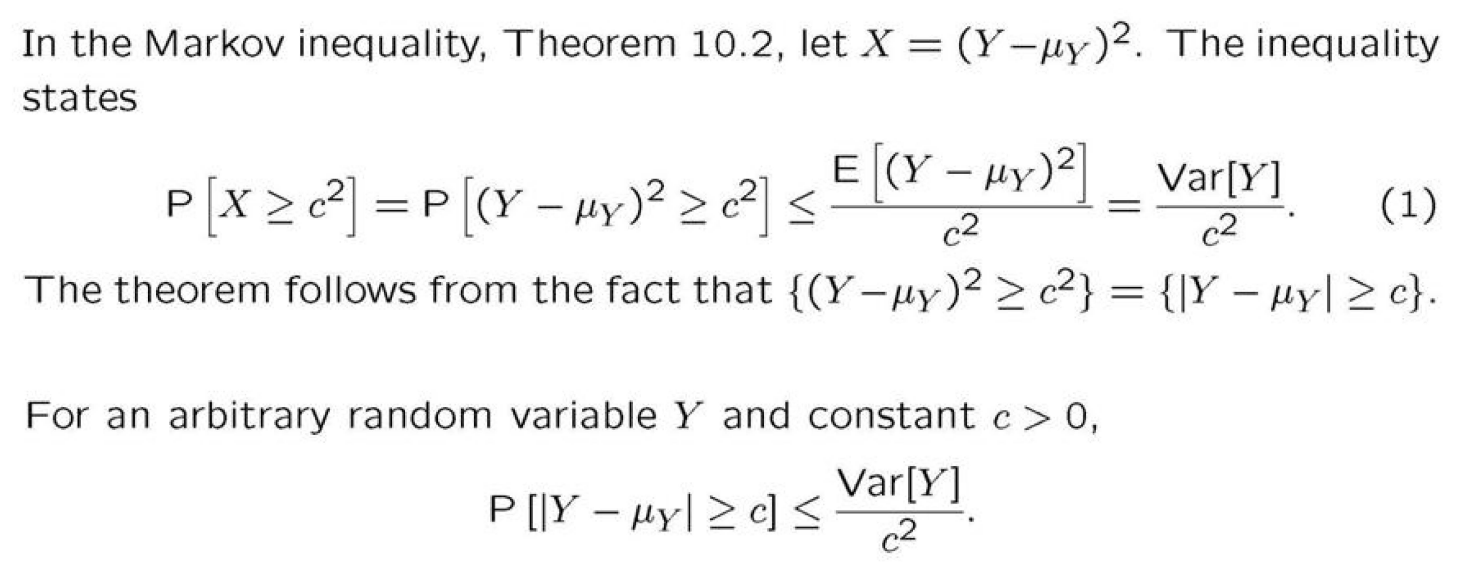 In the Markov inequality, Theorem 10.2, let X = (Y−μ_Y)². The inequality
states
P[X ≥ c²] = P[(Y − μ_Y)² ≥ c²] ≤ E[(Y − μ_Y)²] / c² = Var[Y] / c². (1)
The theorem follows from the fact that {(Y−μ_Y)² ≥ c²} = {|Y − μ_Y| ≥ c}.
For an arbitrary random variable Y and constant c > 0,
P[|Y − μ_Y| ≥ c] ≤ Var[Y] / c².